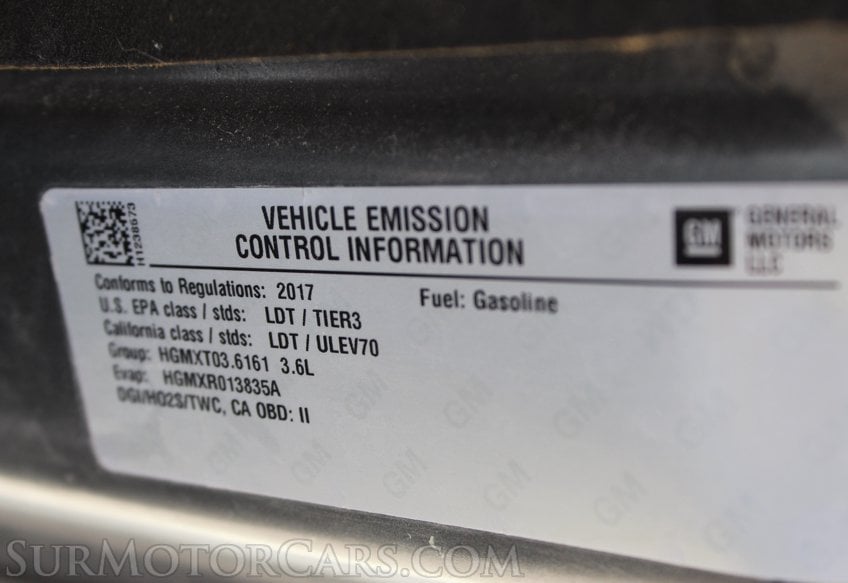 VEHICLE EMISSION
CONTROL INFORMATION
H1238573
GM
GENERAL
MOTORS
LLC
Conforms to Regulations: 2017
Fuel: Gasoline
U.S. EPA class / stds: LDT / TIER3
California class / stds: LDT / ULEV70
Group: HGMXT03.6161 3.6L
Evap: HGMXR013835A
DGI/HO2S/TWC, CA OBD: II
SurMotorCars.com